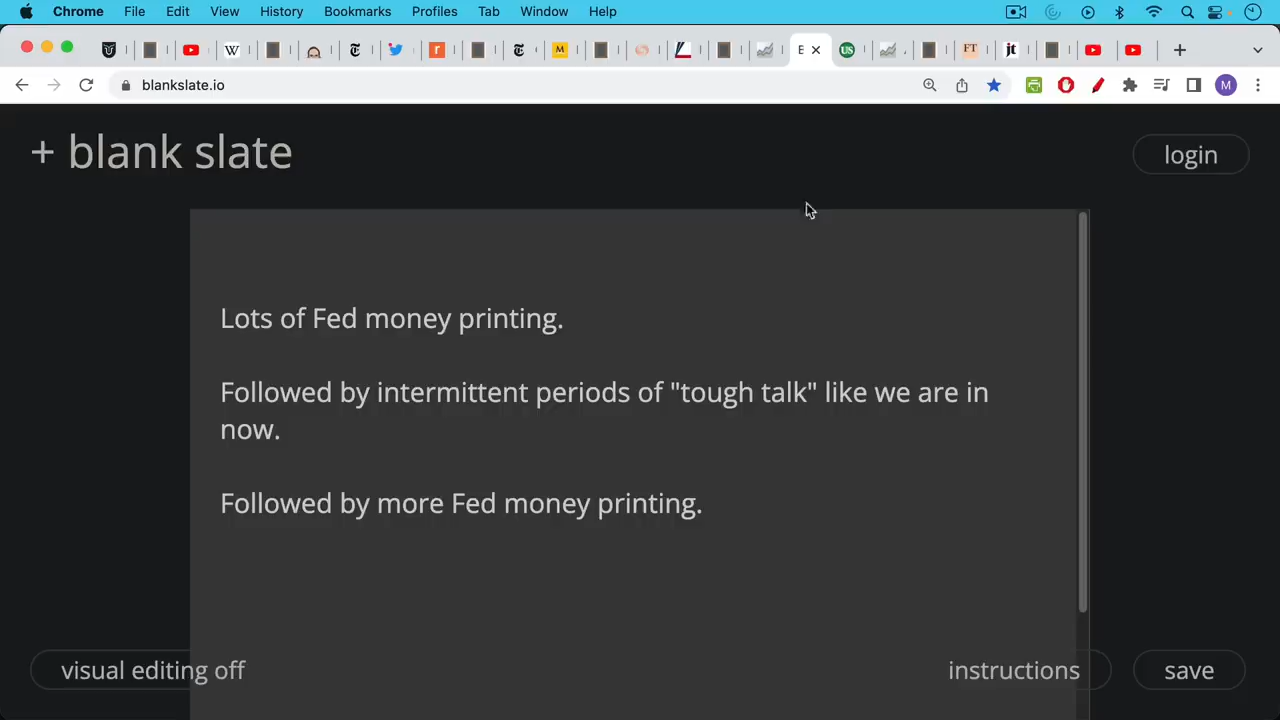 Chrome File Edit View History Bookmarks Profiles Tab Window Help
blankslate.io
M
+ blank slate
login
Lots of Fed money printing.
Followed by intermittent periods of "tough talk" like we are in
now.
Followed by more Fed money printing.
visual editing off
instructions
save